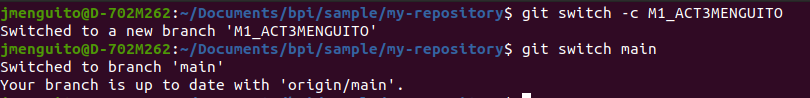 jmenguito@D-702M262:~/Documents/bpi/sample/my-repository$ git switch -c M1_ACT3MENGUITO
Switched to a new branch 'M1_ACT3MENGUITO'
jmenguito@D-702M262:~/Documents/bpi/sample/my-repository$ git switch main
Switched to branch 'main'
Your branch is up to date with 'origin/main'.